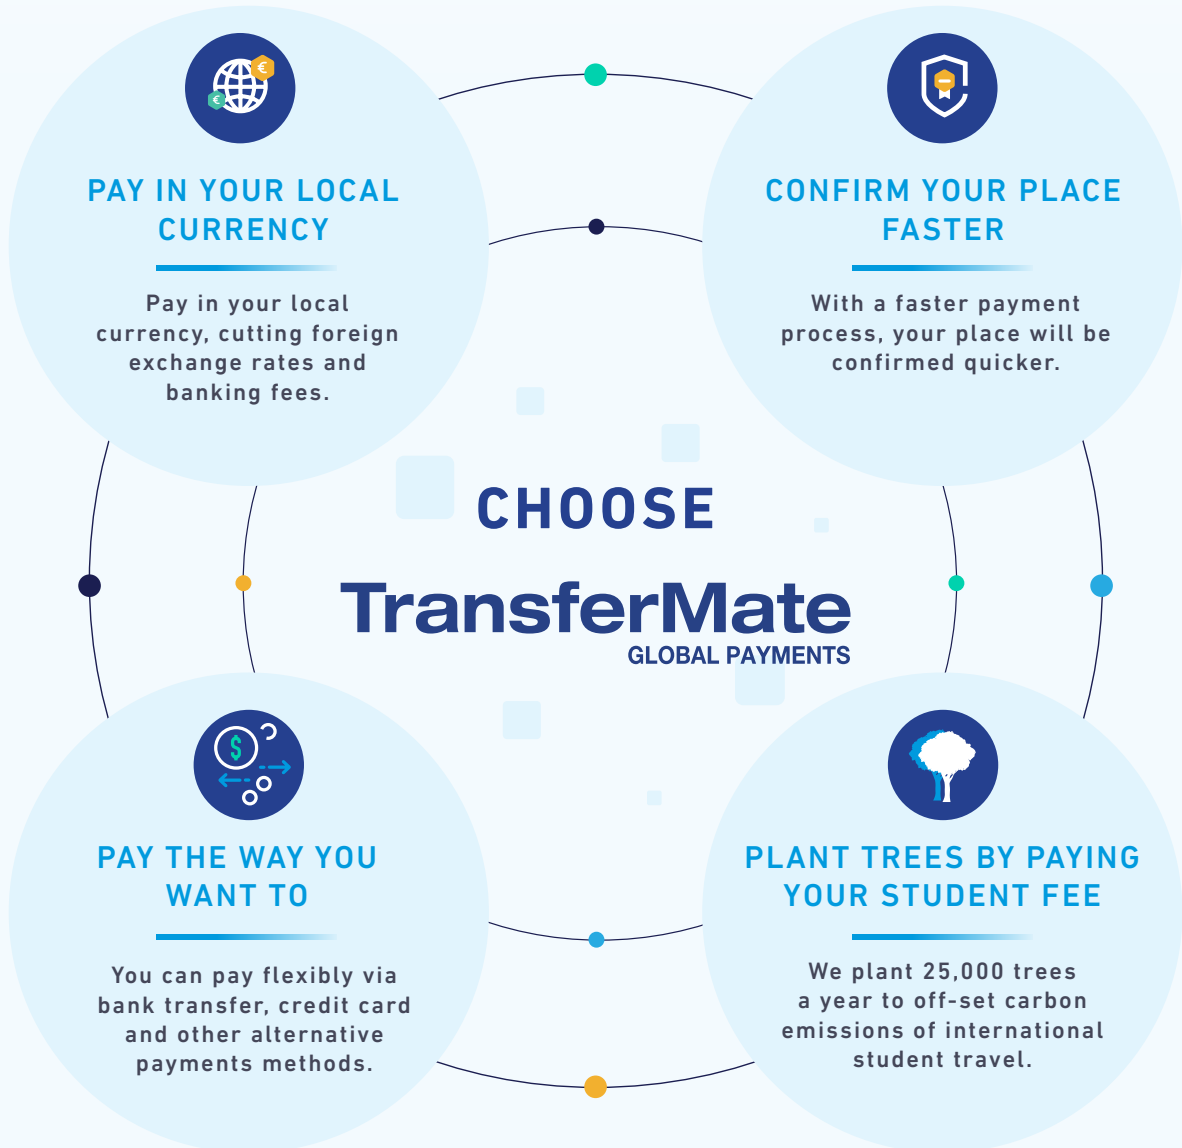 PAY IN YOUR LOCAL
CURRENCY
Pay in your local
currency, cutting foreign
exchange rates and
banking fees.
CONFIRM YOUR PLACE
FASTER
With a faster payment
process, your place will be
confirmed quicker.
CHOOSE
TransferMate
GLOBAL PAYMENTS
$
PAY THE WAY YOU
WANT TO
You can pay flexibly via
bank transfer, credit card
and other alternative
payments methods.
PLANT TREES BY PAYING
YOUR STUDENT FEE
We plant 25,000 trees
a year to off-set carbon
emissions of international
student travel.